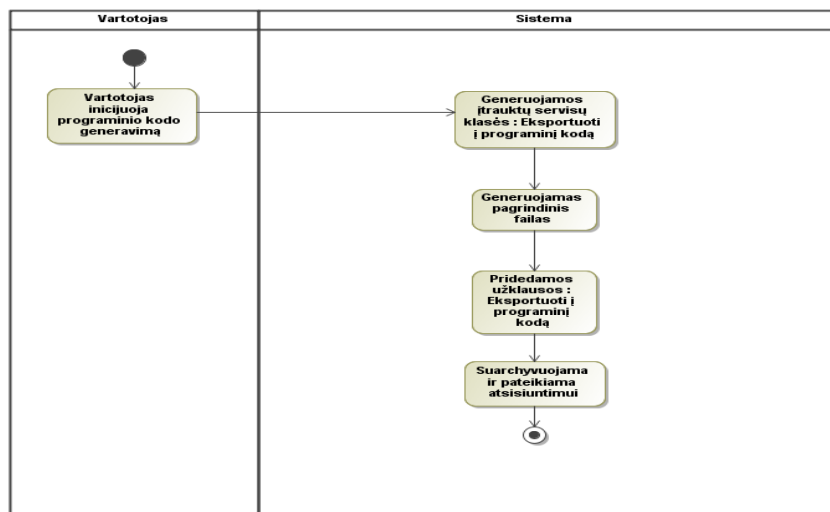 Vartotojas
Sistema
Vartotojas
inicijuoja
programinio kodo
generavimą
Generuojamos
įtrauktų servisų
klasės : Eksportuoti
į programinį kodą
Generuojamas
pagrindinis
failas
Pridedamos
užklausos :
Eksportuoti į
programinį
kodą
Suarchyvuojama
ir pateikiama
atsisiuntimui